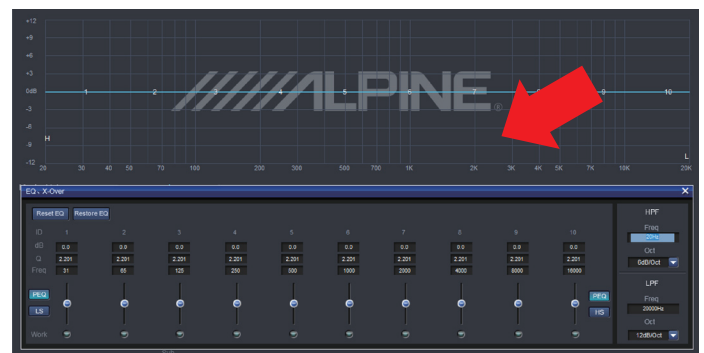 +12
+9
+6
+3
0dB 1 2 3 4 5 6 7 9 10
ALPINE®
-3
-6
-9 H
-12 L
20 30 40 50 70 100 200 300 500 700 1K 2K 3K 4K 5K 7K 10K 20K
EQ、X-Over X
Reset EQ Restore EQ
ID 1 2 3 4 5 6 7 8 9 10
dB 0.0 0.0 0.0 0.0 0.0 0.0 0.0 0.0 0.0 0.0
Q 2.201 2.201 2.201 2.201 2.201 2.201 2.201 2.201 2.201 2.201
Freq 31 65 125 250 500 1000 2000 4000 8000 16000
PEQ PEQ
LS HS
Work
HPF
Freq
20Hz
Oct
6dB/Oct
LPF
Freq
20000Hz
Oct
12dB/Oct